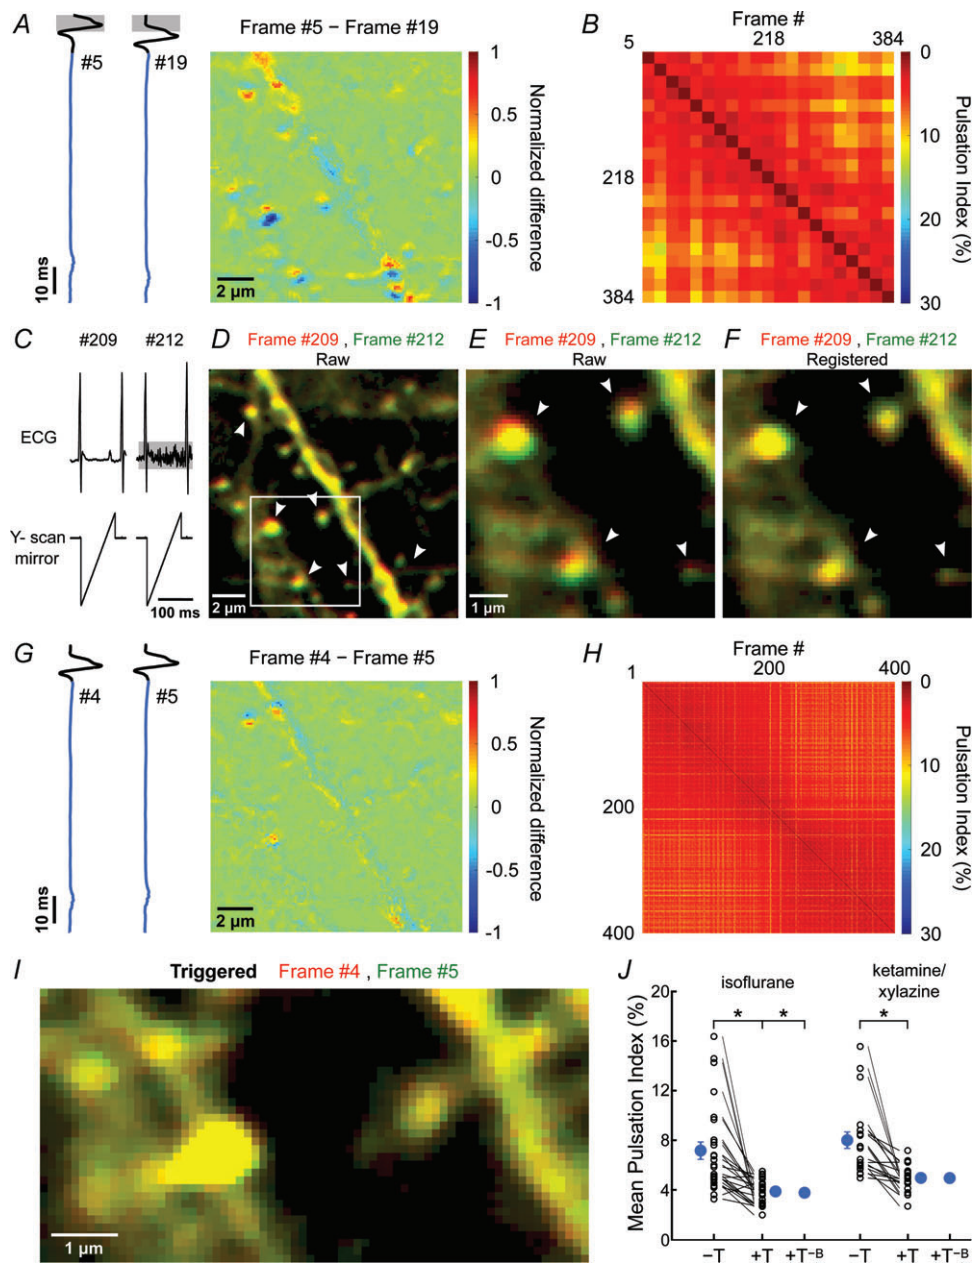 A
#5
#19
10 ms
Frame #5 – Frame #19
2 µm
1
0.5
0
-0.5
-1
Normalized difference
B
Frame #
5
218
384
218
384
0
10
20
30
Pulsation Index (%)
C
#209
#212
ECG
Y- scan
mirror
100 ms
D
Frame #209 , Frame #212
Raw
2 µm
E
Frame #209 , Frame #212
Raw
1 µm
F
Frame #209 , Frame #212
Registered
G
#4
#5
10 ms
Frame #4 – Frame #5
2 µm
1
0.5
0
-0.5
-1
Normalized difference
H
Frame #
1
200
400
200
400
0
10
20
30
Pulsation Index (%)
I
Triggered Frame #4 , Frame #5
1 µm
J
isoflurane
ketamine/
xylazine
* *
*
Mean Pulsation Index (%)
20
16
12
8
4
0
–T +T +T–B –T +T +T–B